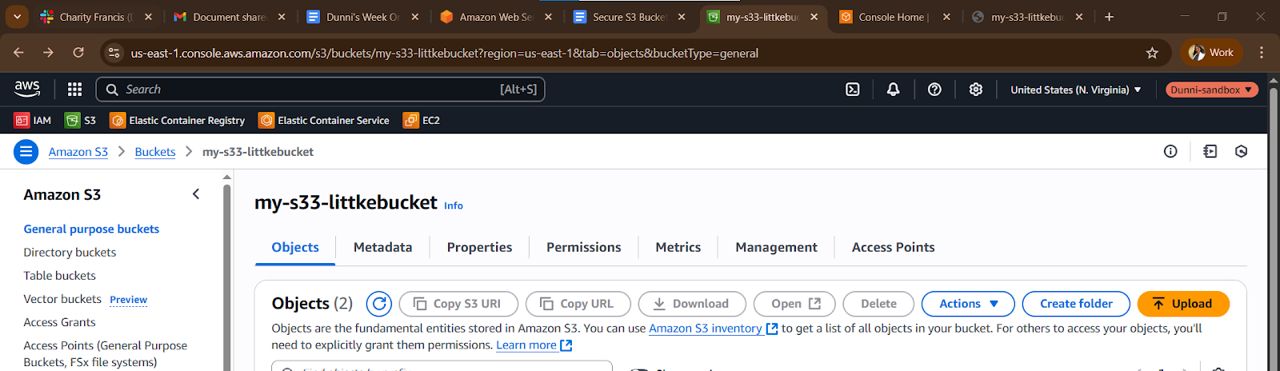 Charity Francis (
Document share
Dunni's Week On
Amazon Web Se
Secure S3 Bucket
my-s33-littkebuc
Console Home |
my-s33-littkebuc
us-east-1.console.aws.amazon.com/s3/buckets/my-s33-littkebucket?region=us-east-1&tab=objects&bucketType=general
Work
aws
Search
[Alt+S]
United States (N. Virginia)
Dunni-sandbox
IAM
S3
Elastic Container Registry
Elastic Container Service
EC2
Amazon S3 > Buckets > my-s33-littkebucket
Amazon S3
General purpose buckets
Directory buckets
Table buckets
Vector buckets Preview
Access Grants
Access Points (General Purpose
Buckets, FSx file systems)
my-s33-littkebucket Info
Objects
Metadata
Properties
Permissions
Metrics
Management
Access Points
Objects (2)
Copy S3 URI
Copy URL
Download
Open
Delete
Actions
Create folder
Upload
Objects are the fundamental entities stored in Amazon S3. You can use Amazon S3 inventory to get a list of all objects in your bucket. For others to access your objects, you'll
need to explicitly grant them permissions. Learn more